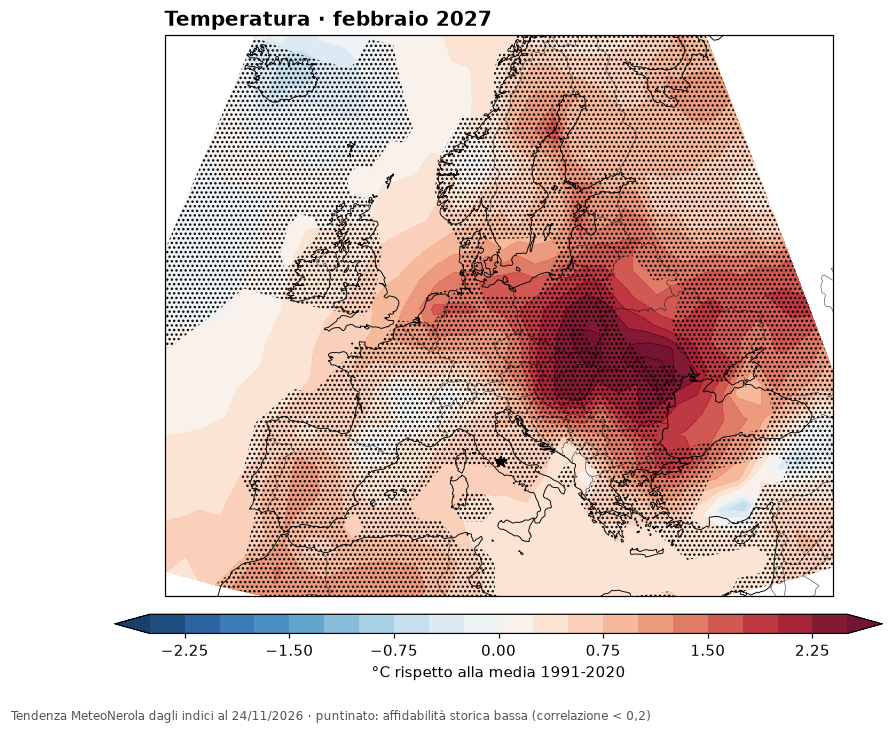 Temperatura · febbraio 2027
−2.25 −1.50 −0.75 0.00 0.75 1.50 2.25
°C rispetto alla media 1991-2020
Tendenza MeteoNerola dagli indici al 24/11/2026 · puntinato: affidabilità storica bassa (correlazione < 0,2)